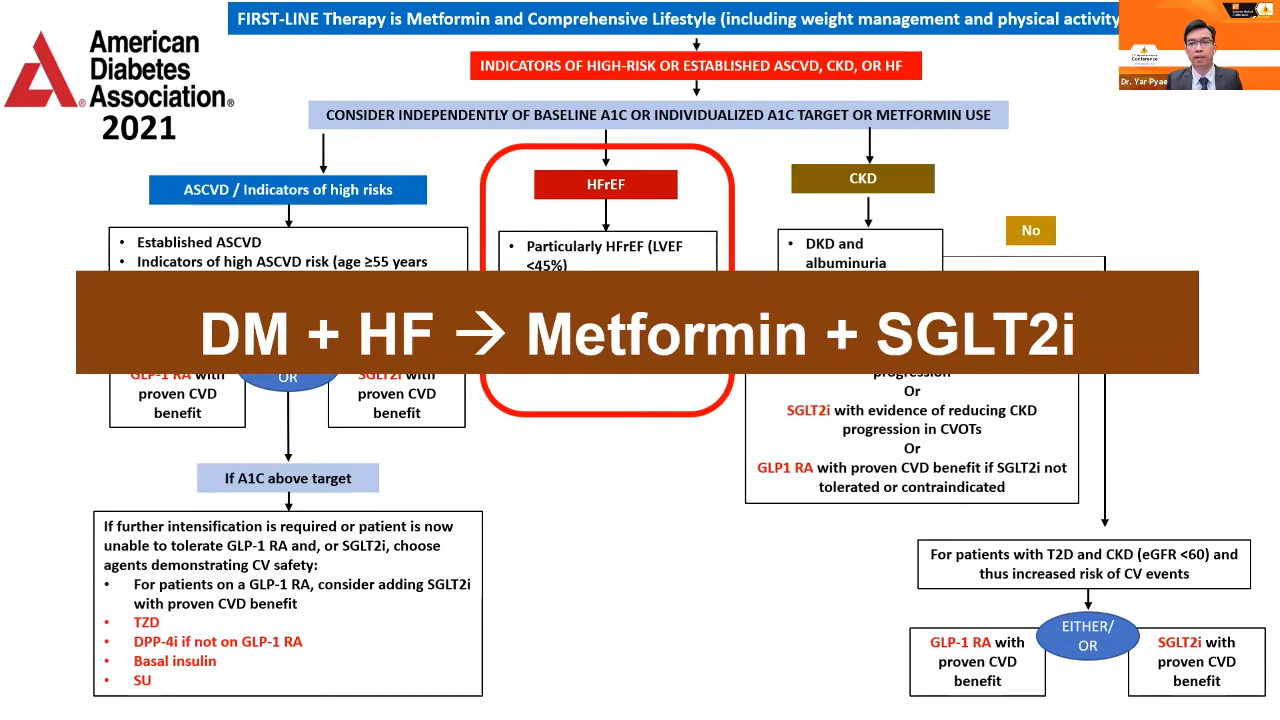 FIRST-LINE Therapy is Metformin and Comprehensive Lifestyle (including weight management and physical activity
American
Diabetes
Association®
2021
INDICATORS OF HIGH-RISK OR ESTABLISHED ASCVD, CKD, OR HF
CONSIDER INDEPENDENTLY OF BASELINE A1C OR INDIVIDUALIZED A1C TARGET OR METFORMIN USE
Conference
Dr. Yar Pyae
ASCVD / Indicators of high risks
• Established ASCVD
• Indicators of high ASCVD risk (age ≥55 years
HFrEF
• Particularly HFrEF (LVEF
<45%)
CKD
• DKD and
albuminuria
No
DM + HF → Metformin + SGLT2i
GLP-1 RA with
proven CVD
benefit
OR
SGLT2i with
proven CVD
benefit
progression
Or
SGLT2i with evidence of reducing CKD
progression in CVOTs
Or
GLP1 RA with proven CVD benefit if SGLT2i not
tolerated or contraindicated
If A1C above target
If further intensification is required or patient is now
unable to tolerate GLP-1 RA and, or SGLT2i, choose
agents demonstrating CV safety:
• For patients on a GLP-1 RA, consider adding SGLT2i
with proven CVD benefit
• TZD
• DPP-4i if not on GLP-1 RA
• Basal insulin
• SU
For patients with T2D and CKD (eGFR <60) and
thus increased risk of CV events
GLP-1 RA with
proven CVD
benefit
EITHER/
OR
SGLT2i with
proven CVD
benefit